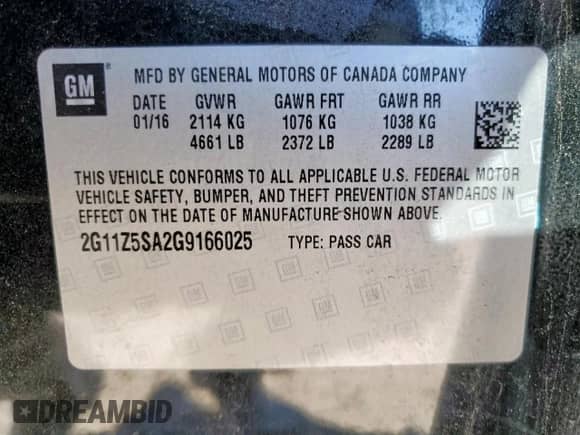 GM
MFD BY GENERAL MOTORS OF CANADA COMPANY
DATE GVWR GAWR FRT GAWR RR
01/16 2114 KG 1076 KG 1038 KG
4661 LB 2372 LB 2289 LB
THIS VEHICLE CONFORMS TO ALL APPLICABLE U.S. FEDERAL MOTOR
VEHICLE SAFETY, BUMPER, AND THEFT PREVENTION STANDARDS IN
EFFECT ON THE DATE OF MANUFACTURE SHOWN ABOVE.
2G11Z5SA2G9166025 TYPE: PASS CAR
DREAMBID